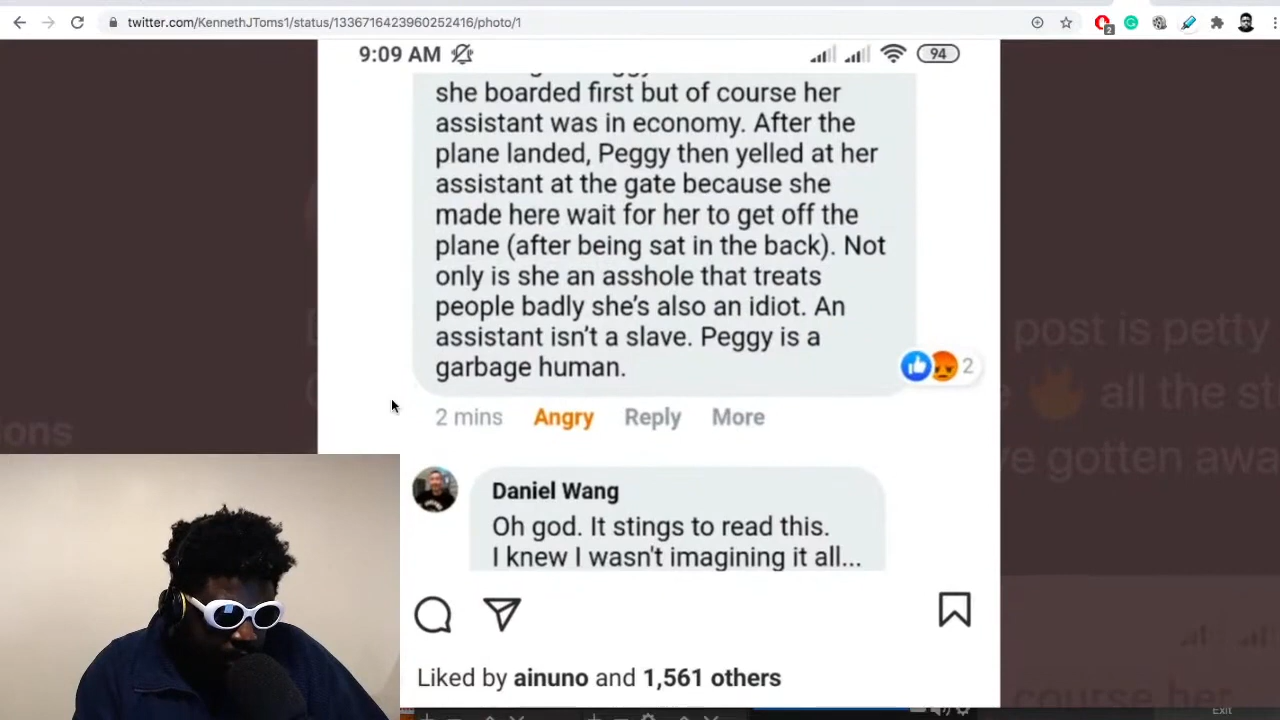 twitter.com/KennethJToms1/status/1336716423960252416/photo/1
2
9:09 AM
94
she boarded first but of course her
assistant was in economy. After the
plane landed, Peggy then yelled at her
assistant at the gate because she
made here wait for her to get off the
plane (after being sat in the back). Not
only is she an asshole that treats
people badly she's also an idiot. An
assistant isn't a slave. Peggy is a
garbage human.
2
2 mins Angry Reply More
Daniel Wang
Oh god. It stings to read this.
I knew I wasn't imagining it all...
Liked by ainuno and 1,561 others
post is petty
all the
ions
gotten
course her
Exit